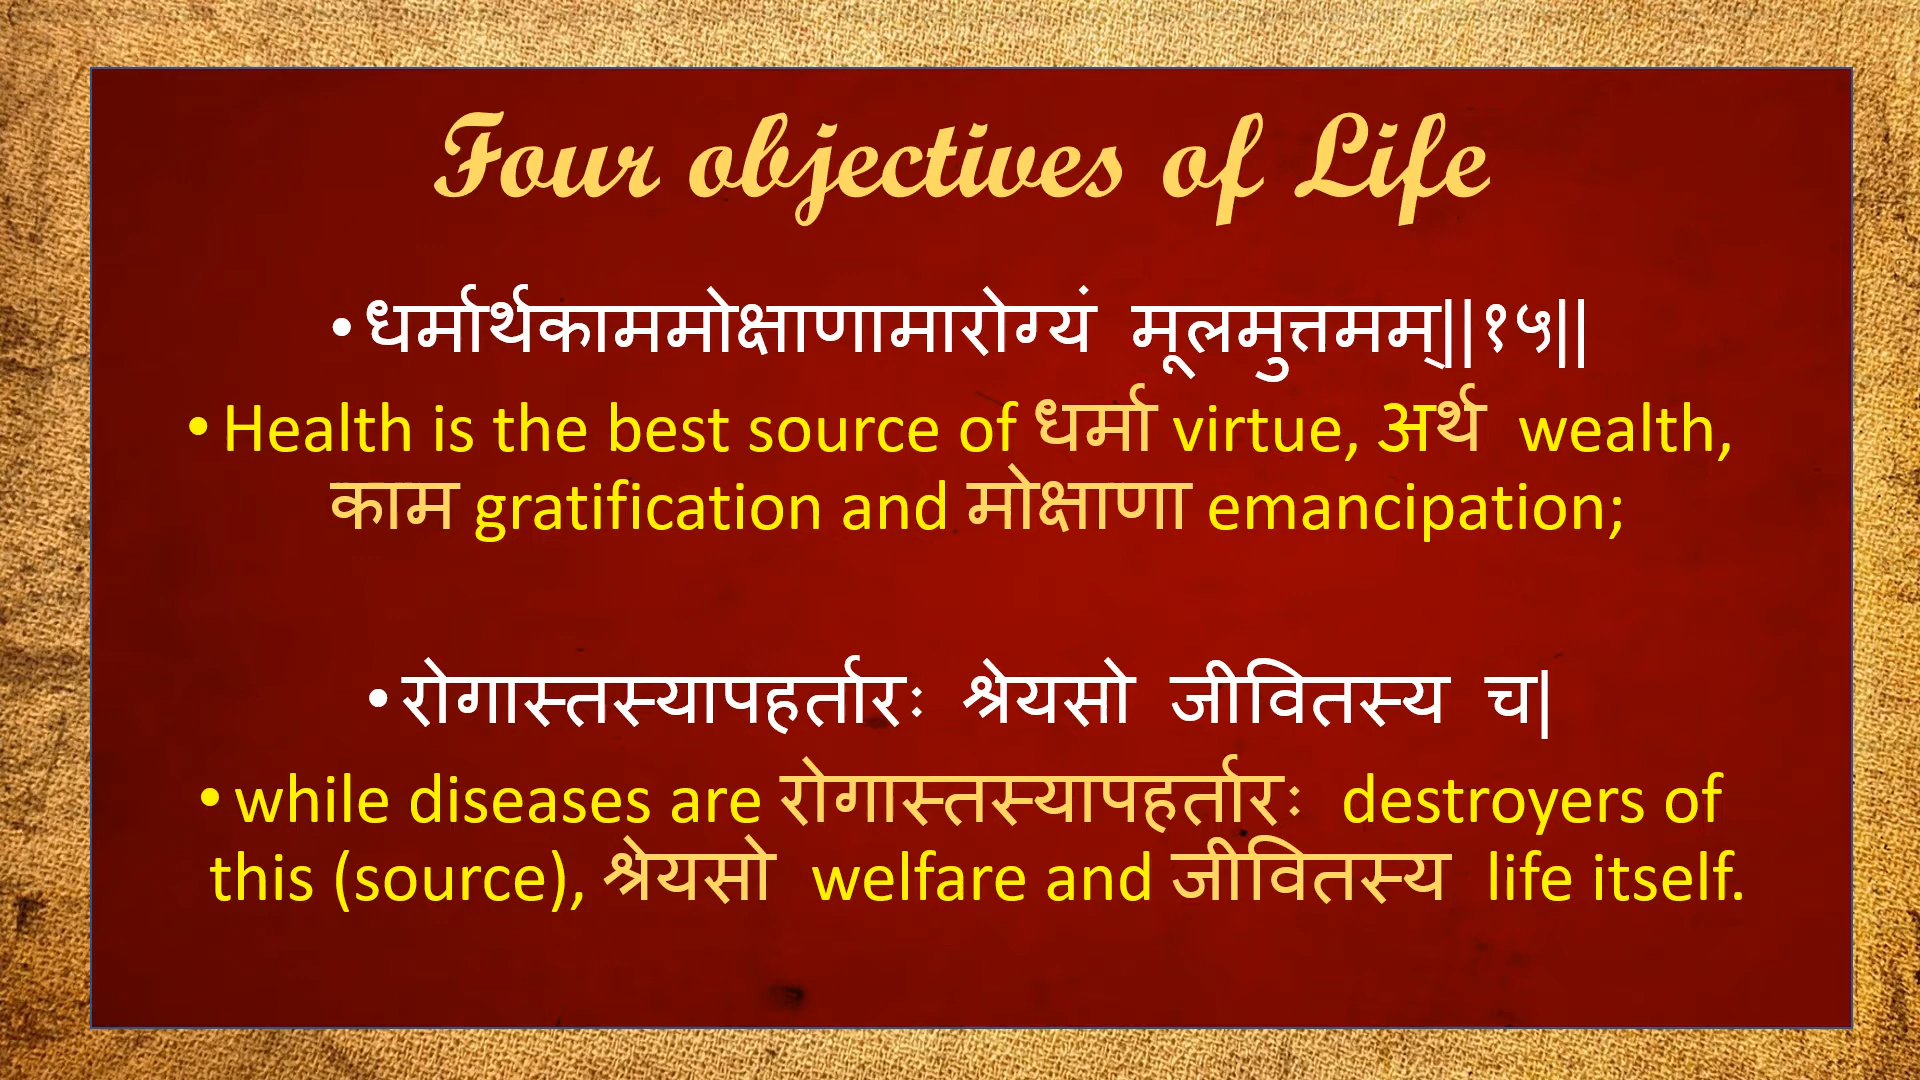 Four objectives of Life
•धर्मार्थकाममोक्षाणामारोग्यं मूलमुत्तमम्||१५||
•Health is the best source of धर्मा virtue, अर्थ wealth,
काम gratification and मोक्षाणा emancipation;
•रोगास्तस्यापहर्तारः श्रेयसो जीवितस्य च|
•while diseases are रोगास्तस्यापहर्तारः destroyers of
this (source), श्रेयसो welfare and जीवितस्य life itself.